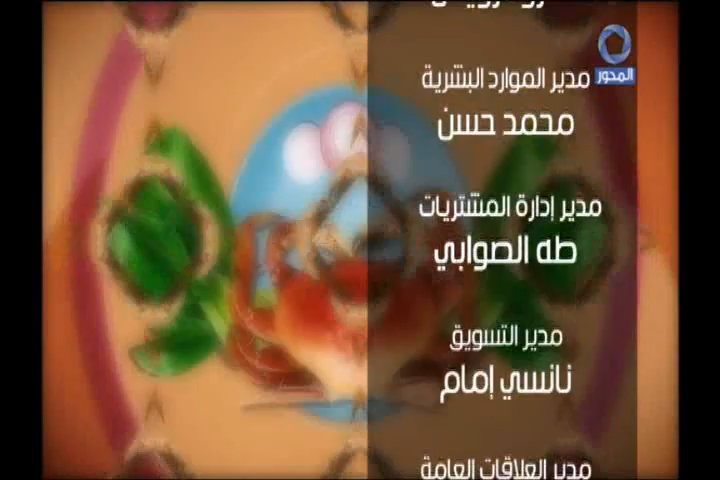 المحور
مدير الموارد البشرية
محمد حسن
مدير إدارة المشتريات
طه الصوابي
مدير التسويق
نانسي إمام
مدير العلاقات العامة